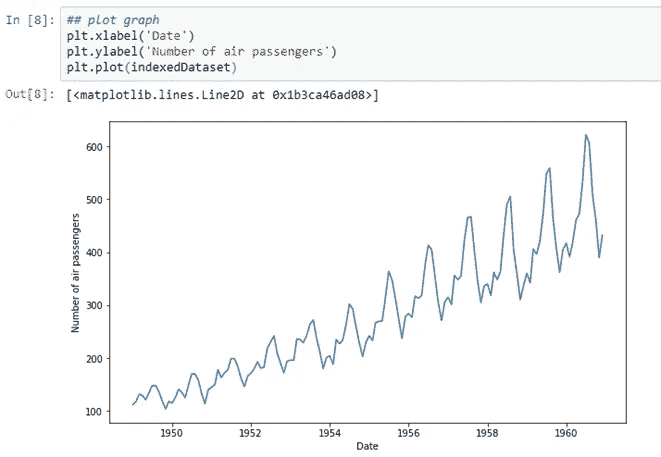 In [8]: ## plot graph
plt.xlabel('Date')
plt.ylabel('Number of air passengers')
plt.plot(indexedDataset)
Out[8]: [<matplotlib.lines.Line2D at 0x1b3ca46ad08>]
600
500
400
300
200
100
Number of air passengers
1950 1952 1954 1956 1958 1960
Date